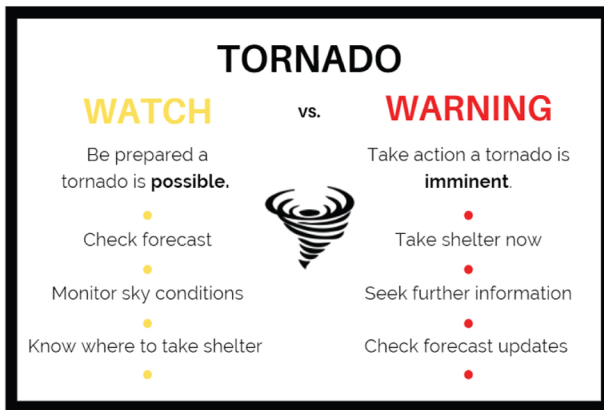 TORNADO
WATCH vs. WARNING
Be prepared a
tornado is possible.
Check forecast
Monitor sky conditions
Know where to take shelter
Take action a tornado is
imminent.
Take shelter now
Seek further information
Check forecast updates